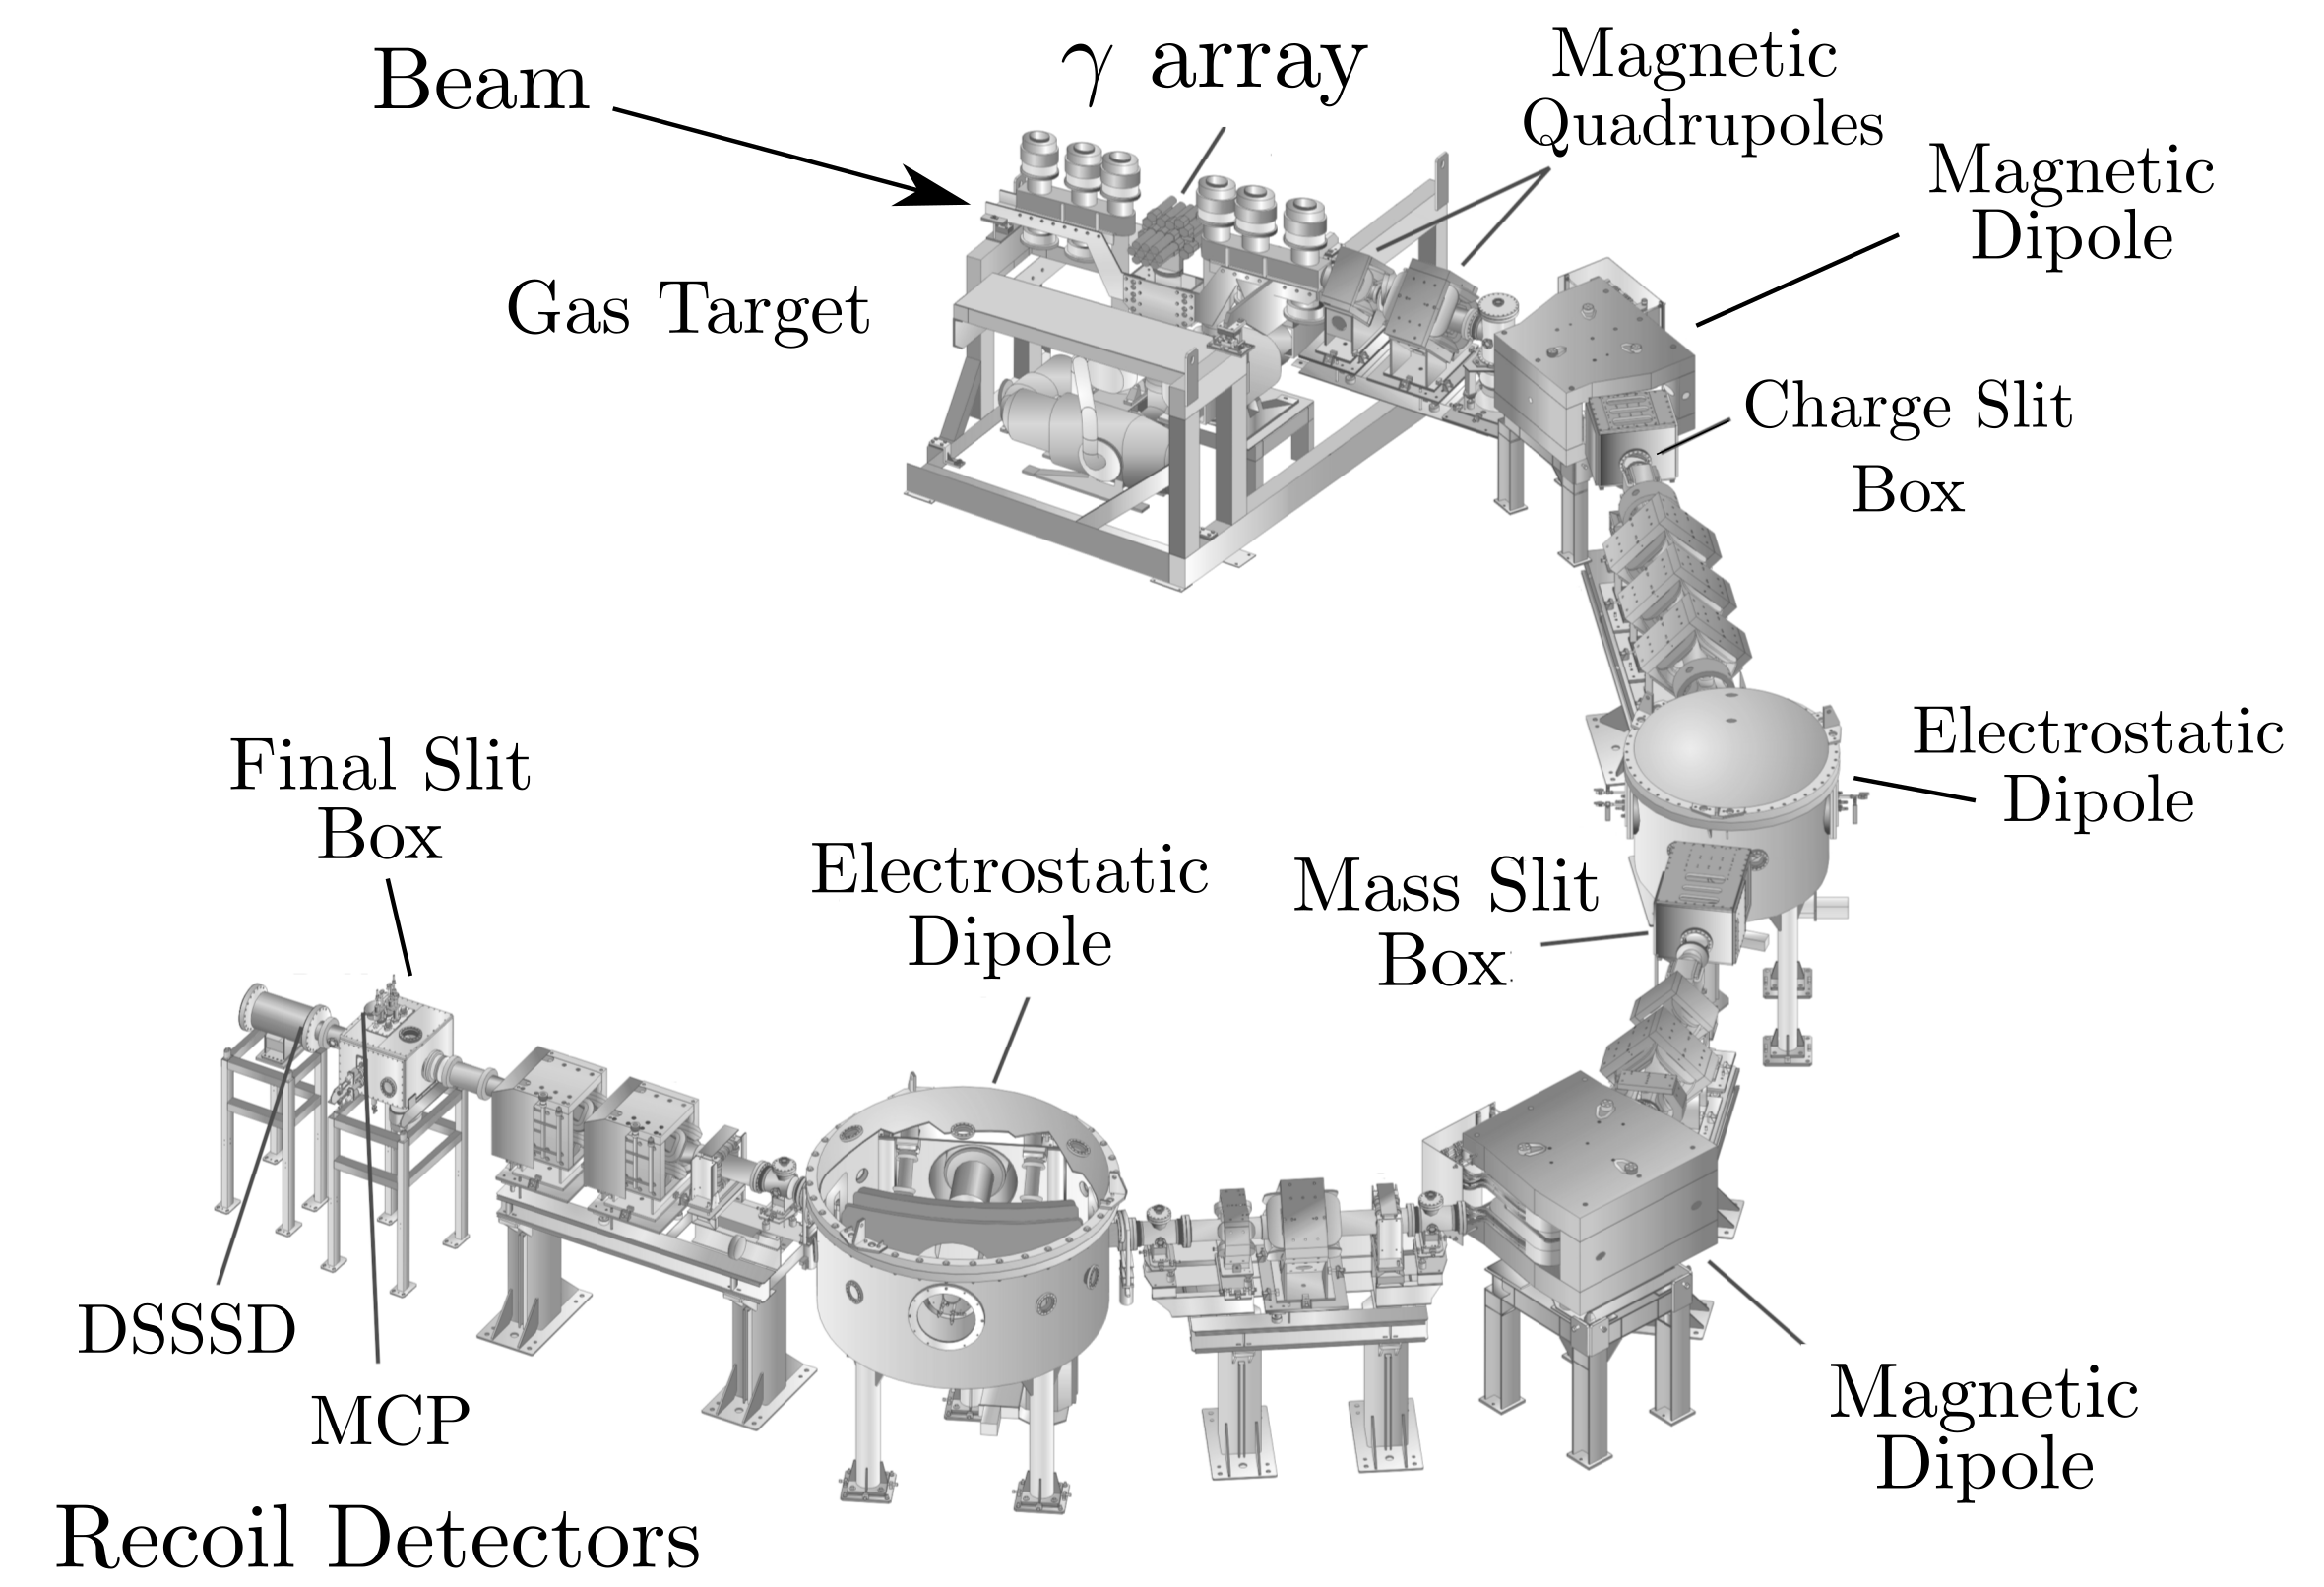 Beam
γ array
Magnetic
Quadrupoles
Magnetic
Dipole
Gas Target
Charge Slit
Box
Electrostatic
Dipole
Final Slit
Box
Electrostatic
Dipole
Mass Slit
Box
DSSSD
MCP
Magnetic
Dipole
Recoil Detectors